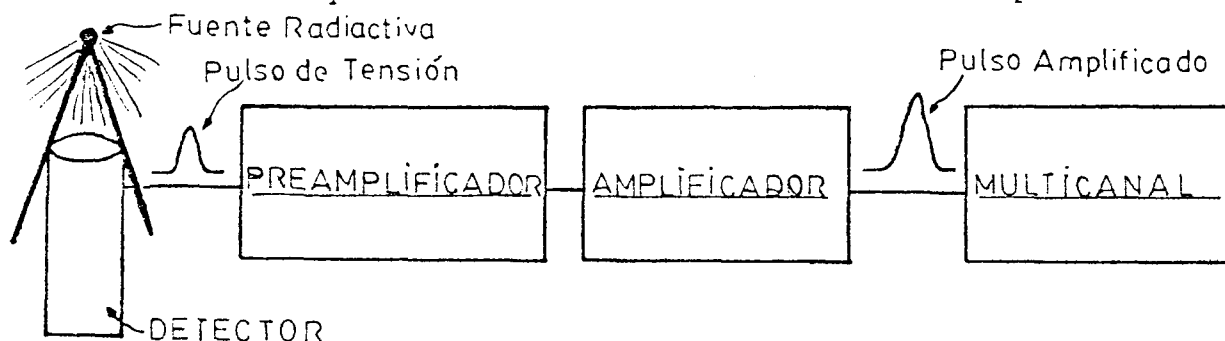 Fuente Radiactiva
Pulso de Tensión
Pulso Amplificado
PREAMPLIFICADOR
AMPLIFICADOR
MULTICANAL
DETECTOR